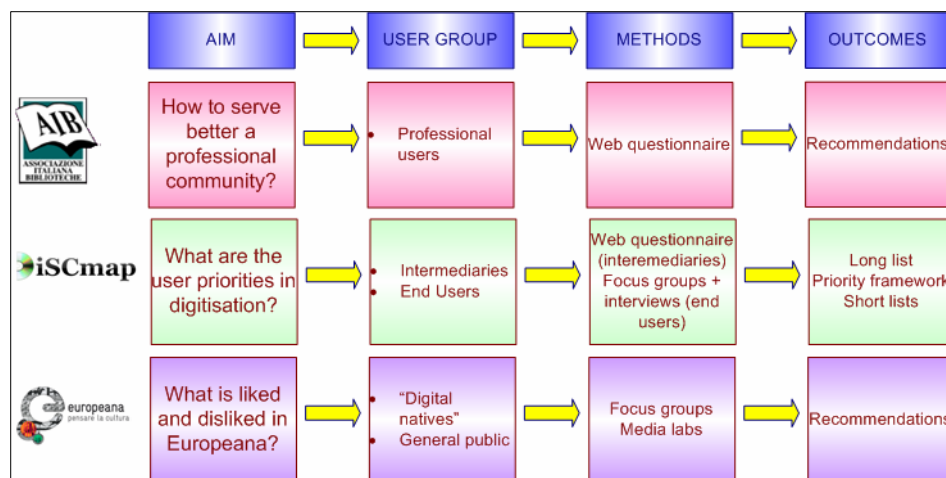 AIM
USER GROUP
METHODS
OUTCOMES
AIB
ASSOCIAZIONE
ITALIANA
BIBLIOTECHE
How to serve
better a
professional
community?
• Professional
users
Web questionnaire
Recommendations
iSCmap
What are the
user priorities in
digitisation?
• Intermediaries
• End Users
Web questionnaire
(interemediaries)
Focus groups +
interviews (end
users)
Long list
Priority framework
Short lists
europeana
pensare la cultura
What is liked
and disliked in
Europeana?
• “Digital
natives”
• General public
Focus groups
Media labs
Recommendations